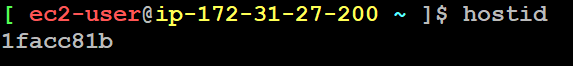 [ ec2-user@ip-172-31-27-200 ~ ]$ hostid
1facc81b